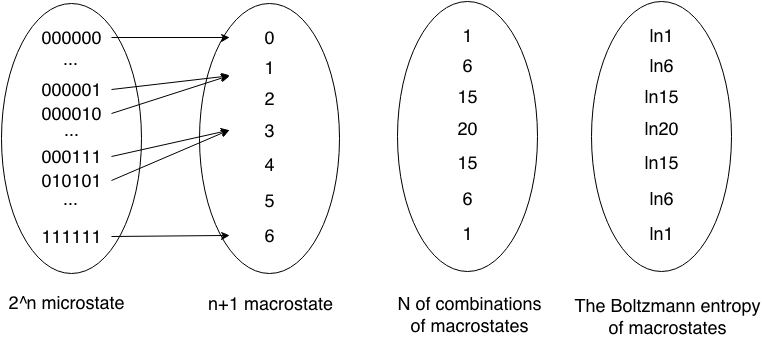 000000
...
000001
000010
...
000111
010101
...
111111
2^n microstate
0
1
2
3
4
5
6
n+1 macrostate
1
6
15
20
15
6
1
N of combinations
of macrostates
ln1
ln6
ln15
ln20
ln15
ln6
ln1
The Boltzmann entropy
of macrostates